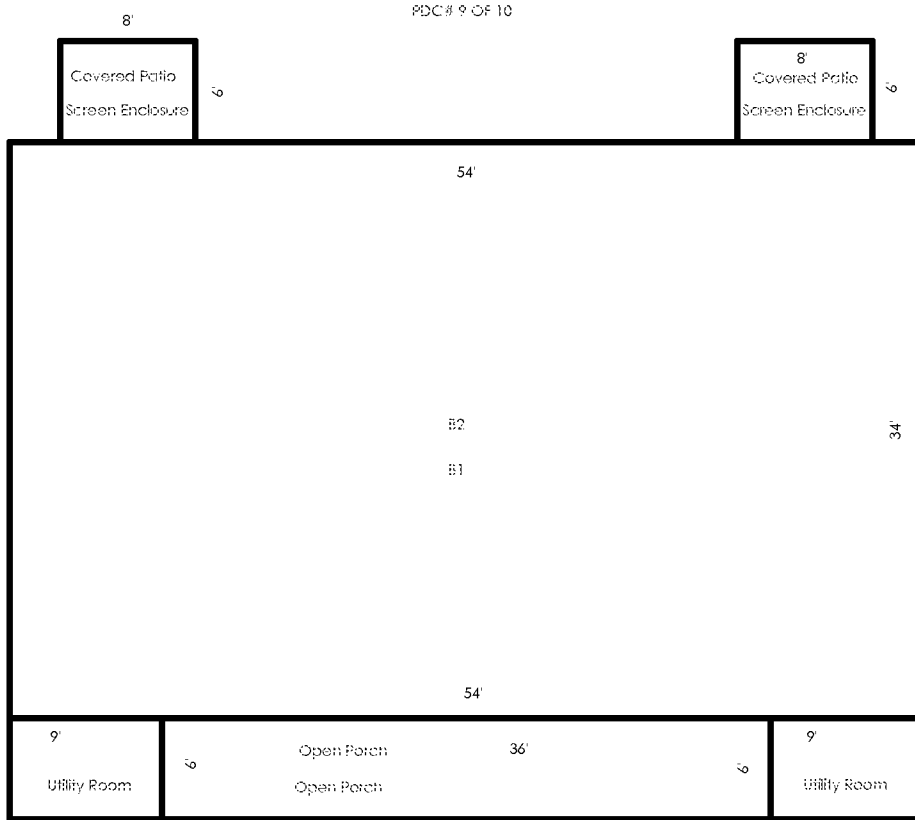 PDC# 9 OF 10
8'
Covered Patio
Screen Enclosure
6'
8'
Covered Patio
Screen Enclosure
6'
54'
B2
B1
34'
54'
9'
Utility Room
6'
Open Porch
36'
Open Porch
6'
9'
Utility Room